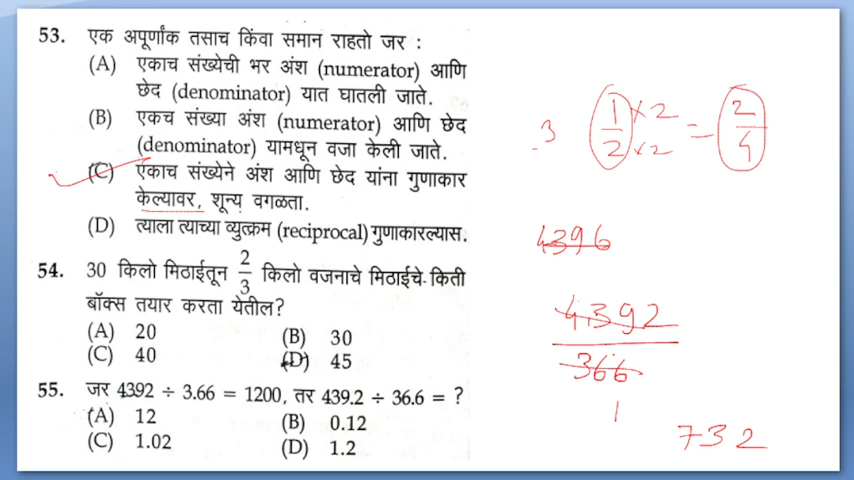 53. एक अपूर्णांक तसाच किंवा समान राहतो जर :
(A) एकाच संख्येची भर अंश (numerator) आणि
छेद (denominator) यात घातली जाते.
(B) एकच संख्या अंश (numerator) आणि छेद
(denominator) यामधून वजा केली जाते.
(C) एकाच संख्येने अंश आणि छेद यांना गुणाकार
केल्यावर, शून्य वगळता.
(D) त्याला त्याच्या व्युत्क्रम (reciprocal) गुणाकारल्यास.
54. 30 किलो मिठाईतून 2/3 किलो वजनाचे मिठाईचे किती
बॉक्स तयार करता येतील?
(A) 20 (B) 30
(C) 40 (D) 45
55. जर 4392 ÷ 3.66 = 1200, तर 439.2 ÷ 36.6 = ?
(A) 12 (B) 0.12
(C) 1.02 (D) 1.2
3 1/2 ×2 ×2 = 2/4
4396
4392
366
1
732